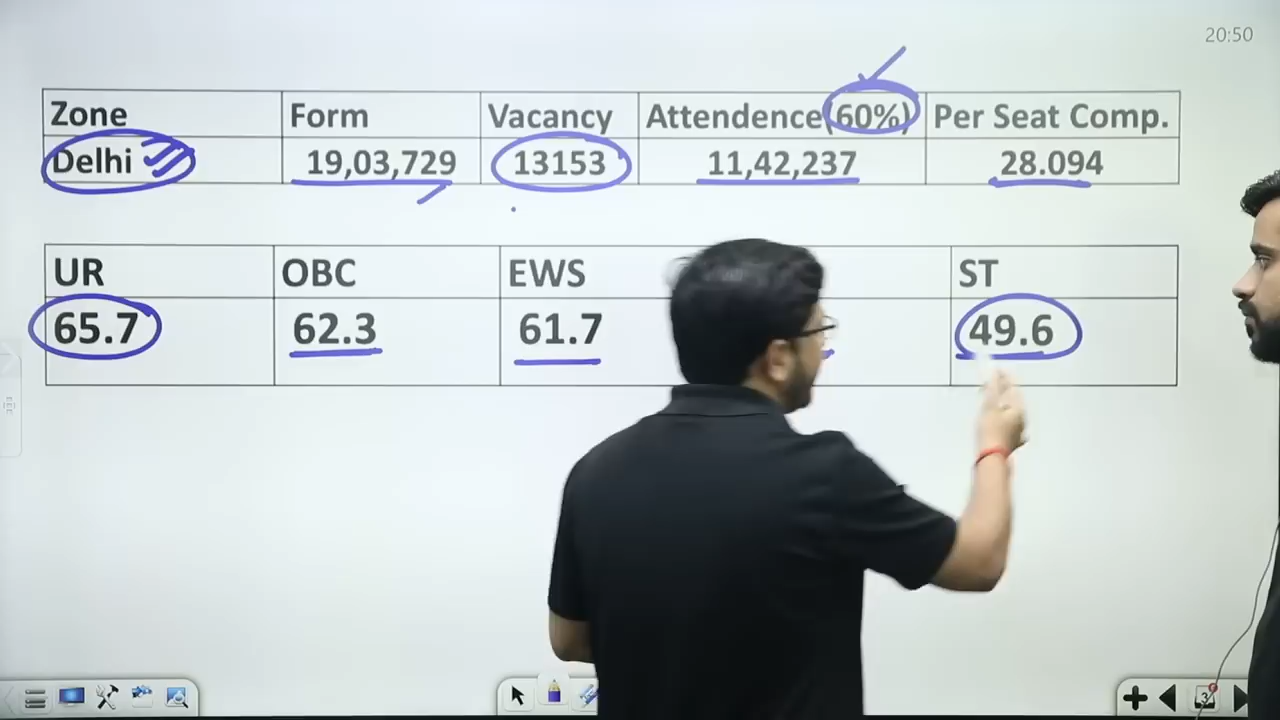 20:50
Zone Form Vacancy Attendence(60%) Per Seat Comp.
Delhi 19,03,729 13153 11,42,237 28.094
UR OBC EWS ST
65.7 62.3 61.7 49.6
3